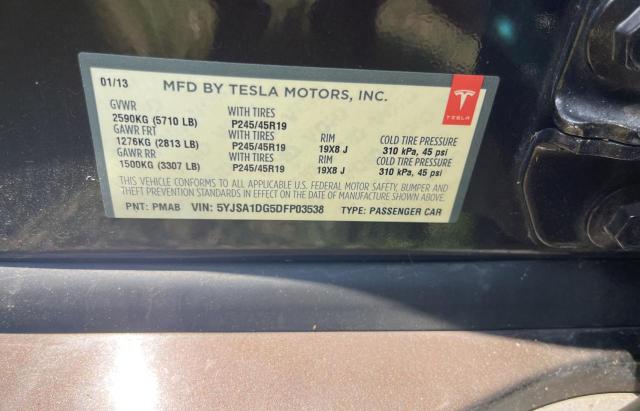 01/13 MFD BY TESLA MOTORS, INC.
TESLA
GVWR
2590KG (5710 LB) WITH TIRES P245/45R19
GAWR FRT
1276KG (2813 LB) WITH TIRES P245/45R19 RIM 19X8 J COLD TIRE PRESSURE 310 kPa, 45 psi
GAWR RR
1500KG (3307 LB) WITH TIRES P245/45R19 RIM 19X8 J COLD TIRE PRESSURE 310 kPa, 45 psi
THIS VEHICLE CONFORMS TO ALL APPLICABLE U.S. FEDERAL MOTOR SAFETY, BUMPER AND
THEFT PREVENTION STANDARDS IN EFFECT ON THE DATE OF MANUFACTURE SHOWN ABOVE.
PNT: PMAB VIN: 5YJSA1DG5DFP03538 TYPE: PASSENGER CAR